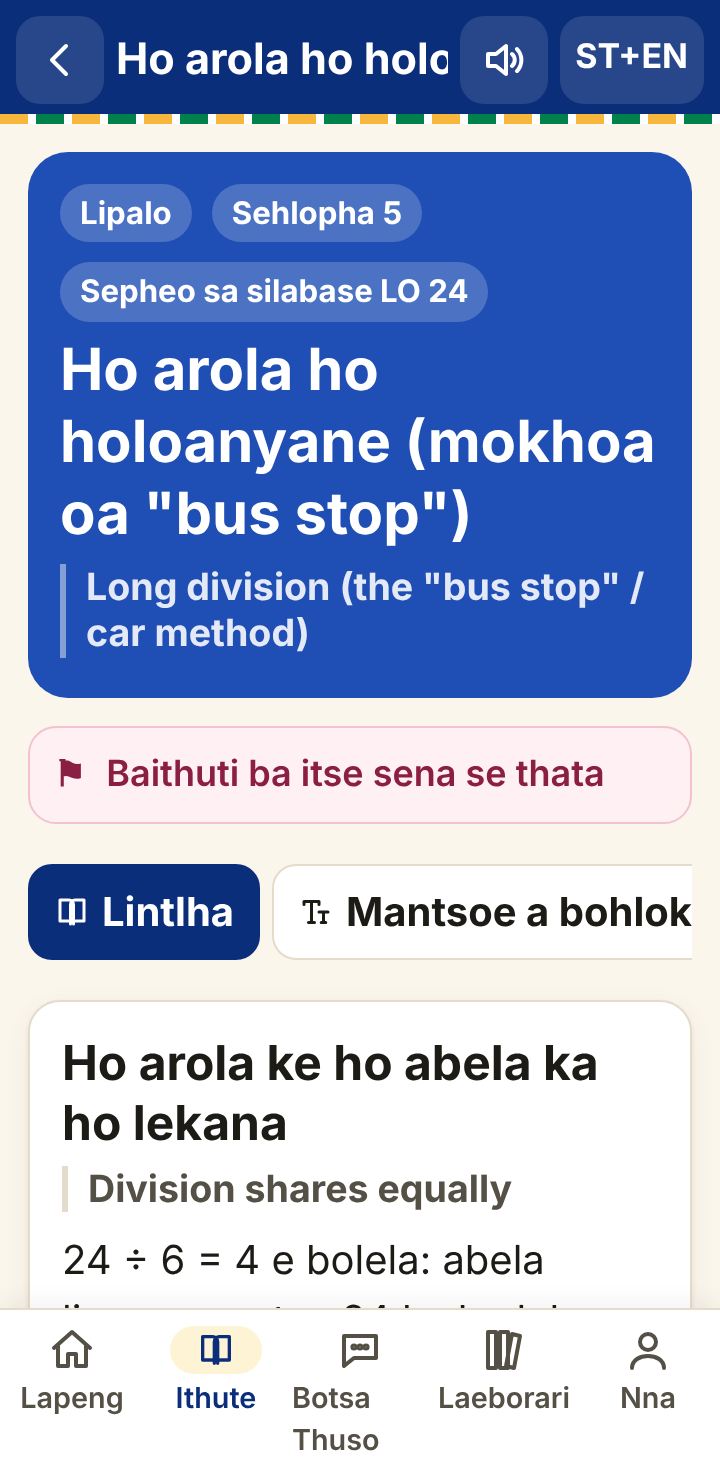 Ho arola ho holo
ST+EN
Lipalo
Sehlopha 5
Sepheo sa silabase LO 24
Ho arola ho
holoanyane (mokhoa
oa "bus stop")
Long division (the "bus stop" /
car method)
Baithuti ba itse sena se thata
Lintlha
Mantsoe a bohlok
Ho arola ke ho abela ka
ho lekana
Division shares equally
24 ÷ 6 = 4 e bolela: abela
Lapeng
Ithute
Botsa
Thuso
Laeborari
Nna